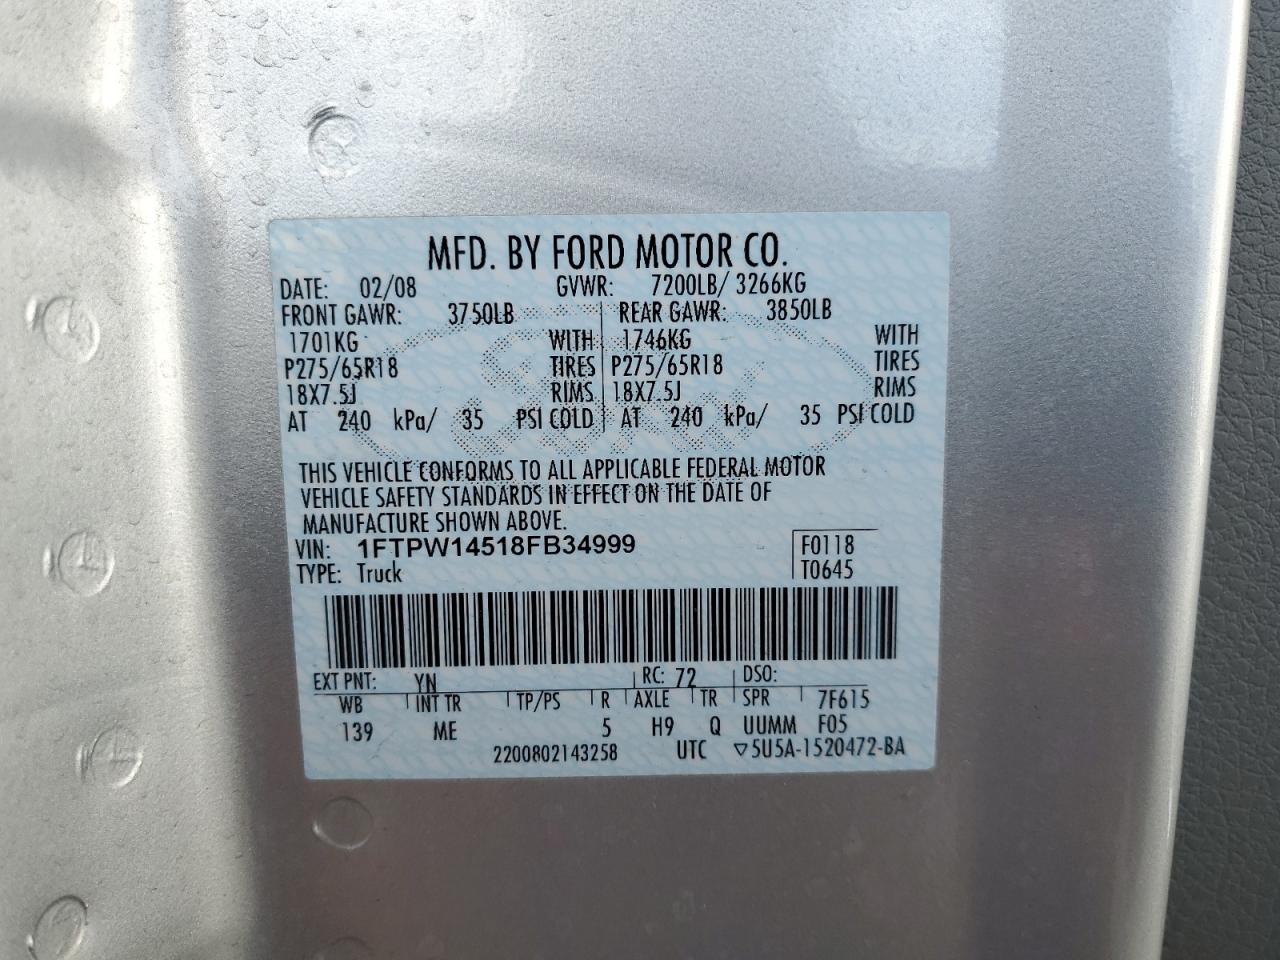 MFD. BY FORD MOTOR CO.
DATE: 02/08 GVWR: 7200LB/ 3266KG
FRONT GAWR: 3750LB REAR GAWR: 3850LB
1701KG WITH 1746KG WITH
P275/65R18 TIRES P275/65R18 TIRES
18X7.5J RIMS 18X7.5J RIMS
AT 240 kPa/ 35 PSI COLD AT 240 kPa/ 35 PSI COLD
THIS VEHICLE CONFORMS TO ALL APPLICABLE FEDERAL MOTOR
VEHICLE SAFETY STANDARDS IN EFFECT ON THE DATE OF
MANUFACTURE SHOWN ABOVE.
VIN: 1FTPW14518FB34999 F0118
TYPE: Truck T0645
EXT PNT: YN RC: 72 DSO:
WB INT TR TP/PS R AXLE TR SPR 7F615
139 ME 5 H9 Q UUMM F05
2200802143258 UTC ▽5U5A-1520472-BA